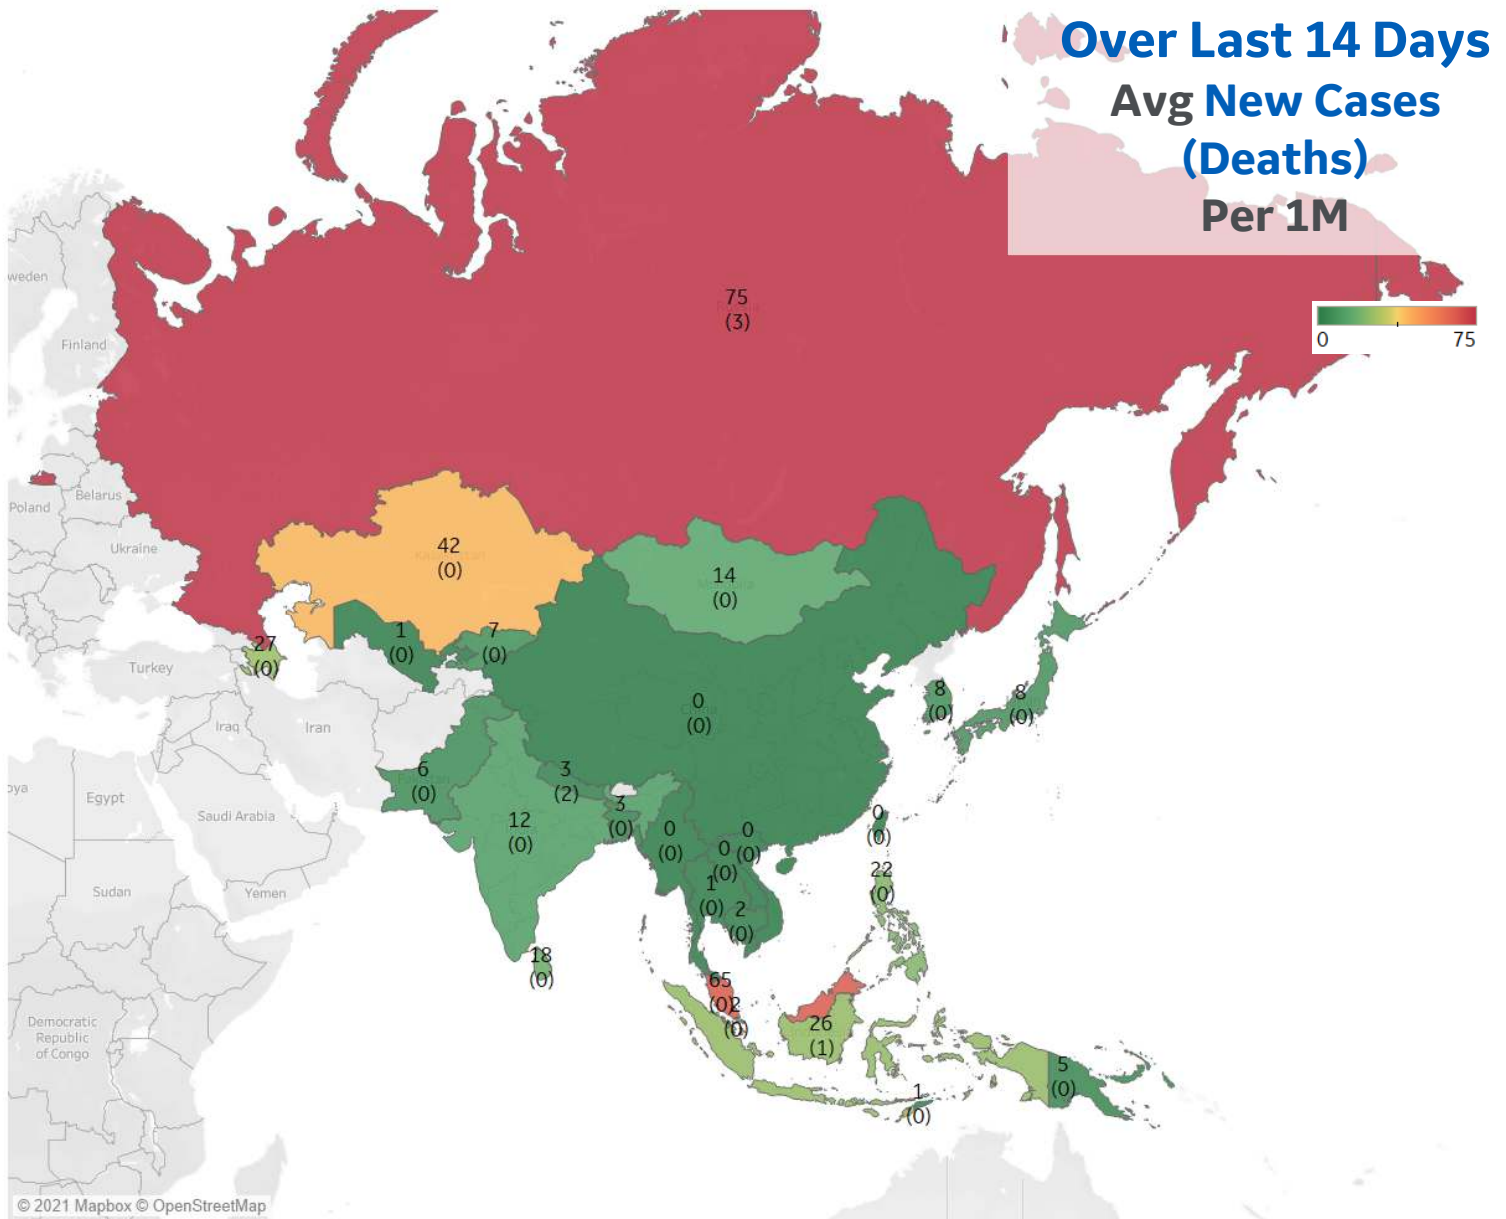 Over Last 14 Days
Avg New Cases
(Deaths)
Per 1M
75
(3)
0
75
weden
Finland
Belarus
Poland
Ukraine
42
(0)
14
(0)
27
(0)
1
(0)
7
(0)
Turkey
0
(0)
8
(0)
8
(0)
Iraq
Iran
6
(0)
3
(2)
3
(0)
oya
Egypt
Saudi Arabia
12
(0)
0
(0)
0
(0)
0
(0)
0
(0)
22
(0)
1
(0)
2
(0)
Sudan
Yemen
18
(0)
65
(0)
2
(0)
26
(1)
Democratic
Republic
of Congo
5
(0)
1
(0)
© 2021 Mapbox © OpenStreetMap